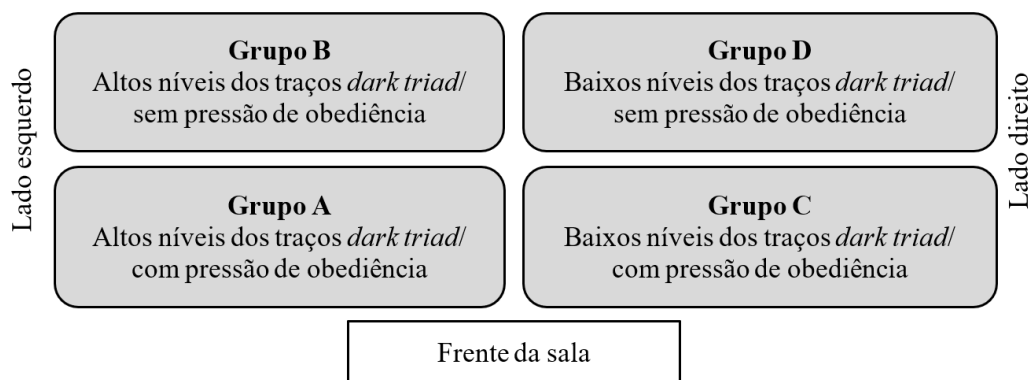 Lado esquerdo
Grupo B
Altos níveis dos traços dark triad/
sem pressão de obediência
Grupo D
Baixos níveis dos traços dark triad/
sem pressão de obediência
Lado direito
Grupo A
Altos níveis dos traços dark triad/
com pressão de obediência
Grupo C
Baixos níveis dos traços dark triad/
com pressão de obediência
Frente da sala